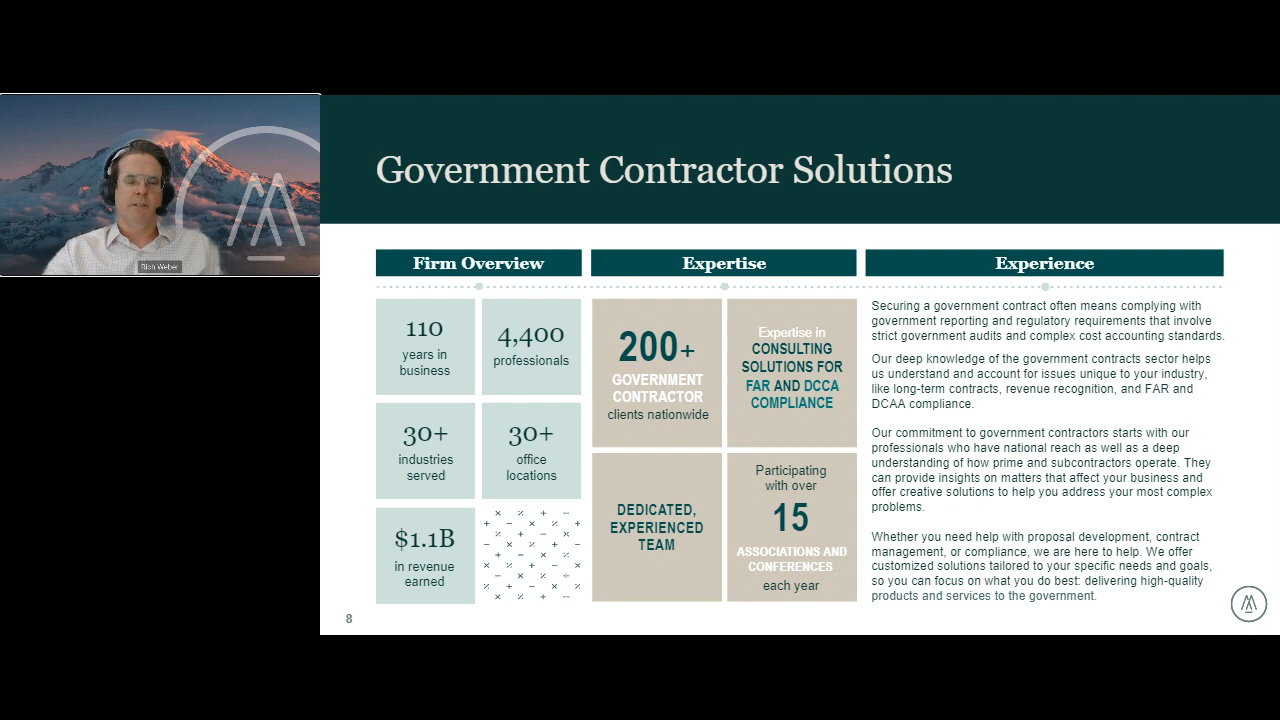 Rich Weber
Government Contractor Solutions
Firm Overview
110
years in
business
4,400
professionals
30+
industries
served
30+
office
locations
$1.1B
in revenue
earned
Expertise
200+
GOVERNMENT
CONTRACTOR
clients nationwide
Expertise in
CONSULTING
SOLUTIONS FOR
FAR AND DCCA
COMPLIANCE
DEDICATED,
EXPERIENCED
TEAM
Participating
with over
15
ASSOCIATIONS AND
CONFERENCES
each year
Experience
Securing a government contract often means complying with
government reporting and regulatory requirements that involve
strict government audits and complex cost accounting standards.
Our deep knowledge of the government contracts sector helps
us understand and account for issues unique to your industry,
like long-term contracts, revenue recognition, and FAR and
DCAA compliance.
Our commitment to government contractors starts with our
professionals who have national reach as well as a deep
understanding of how prime and subcontractors operate. They
can provide insights on matters that affect your business and
offer creative solutions to help you address your most complex
problems.
Whether you need help with proposal development, contract
management, or compliance, we are here to help. We offer
customized solutions tailored to your specific needs and goals,
so you can focus on what you do best: delivering high-quality
products and services to the government.
8